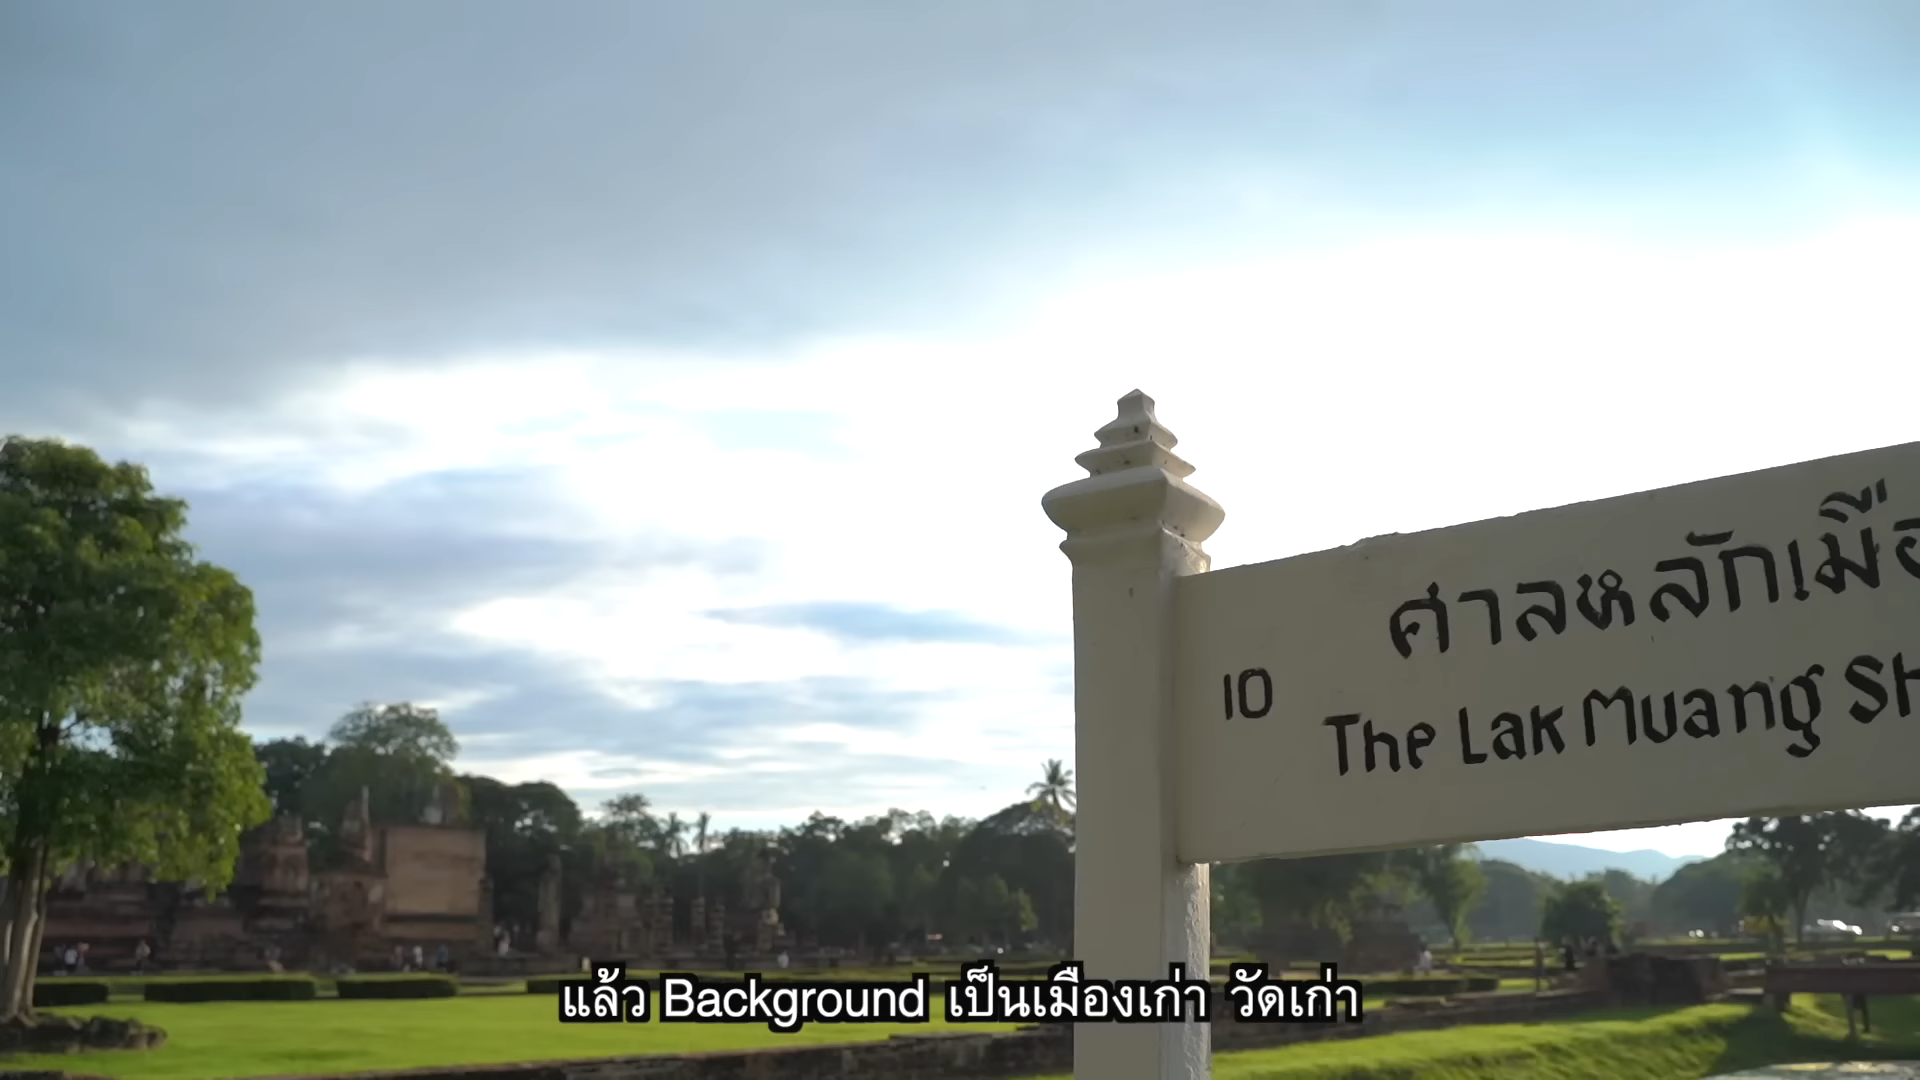 ศาลหลักเมือ
10
The Lak Muang Sh
แล้ว Background เป็นเมืองเก่า วัดเก่า